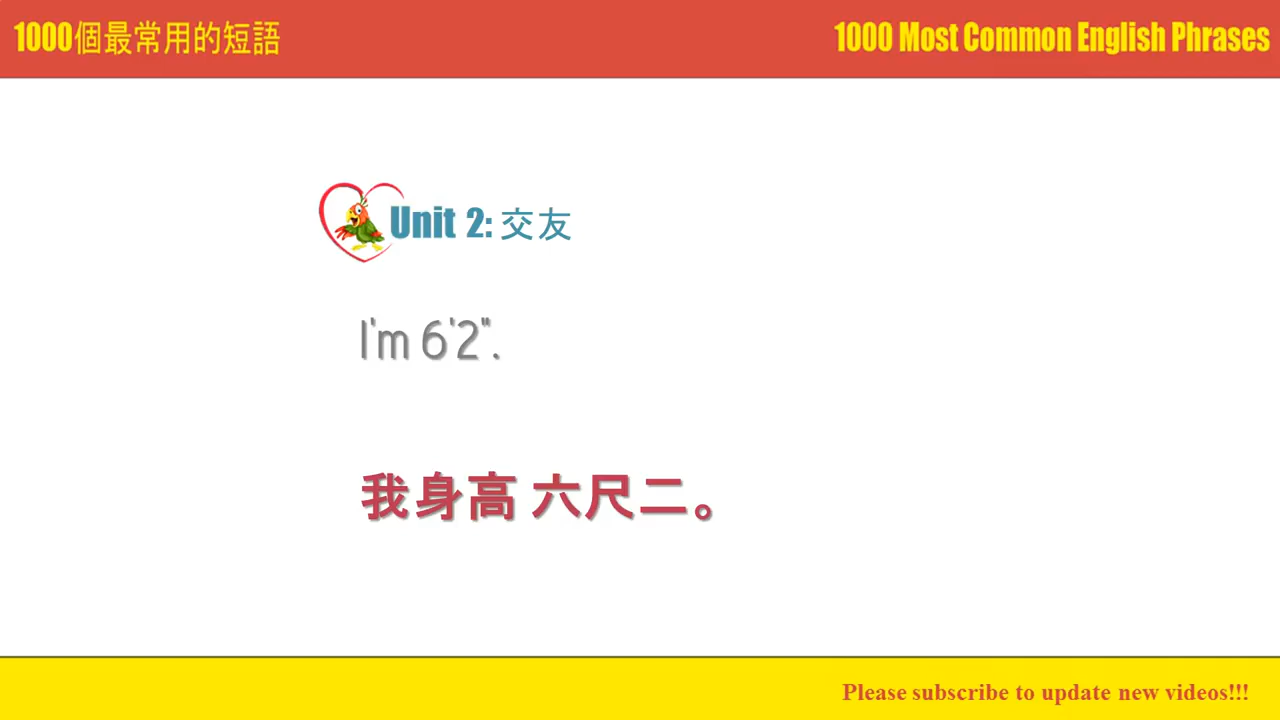 1000個最常用的短語
1000 Most Common English Phrases
Unit 2: 交友
I'm 6'2".
我身高 六尺二。
Please subscribe to update new videos!!!